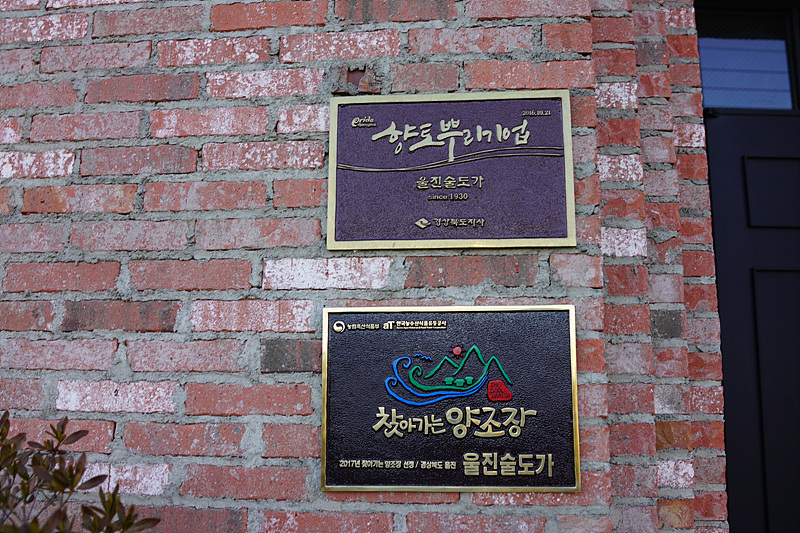 pride
2016.10.21
향토뿌리기업
울진술도가
since 1930
경상북도지사
농림축산식품부 aT 한국농수산식품유통공사
찾아가는 양조장
2017년 찾아가는 양조장 선정 / 경상북도 울진 울진술도가